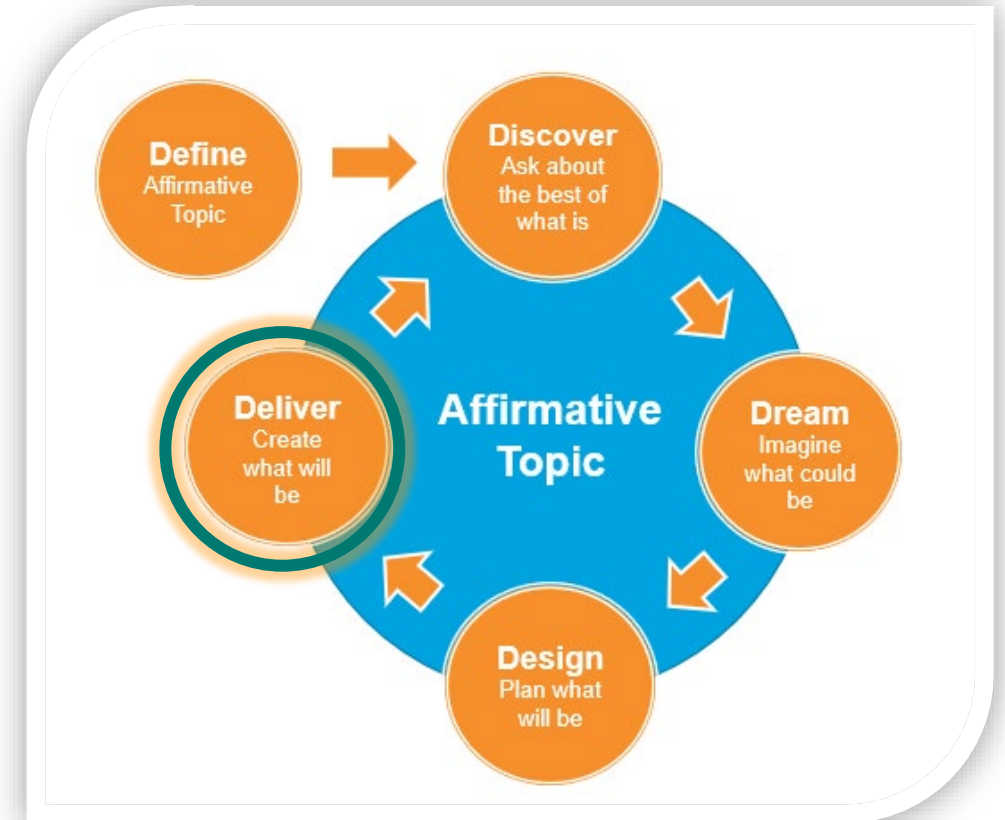 Define
Affirmative
Topic
Discover
Ask about
the best of
what is
Deliver
Create
what will
be
Affirmative
Topic
Dream
Imagine
what could
be
Design
Plan what
will be